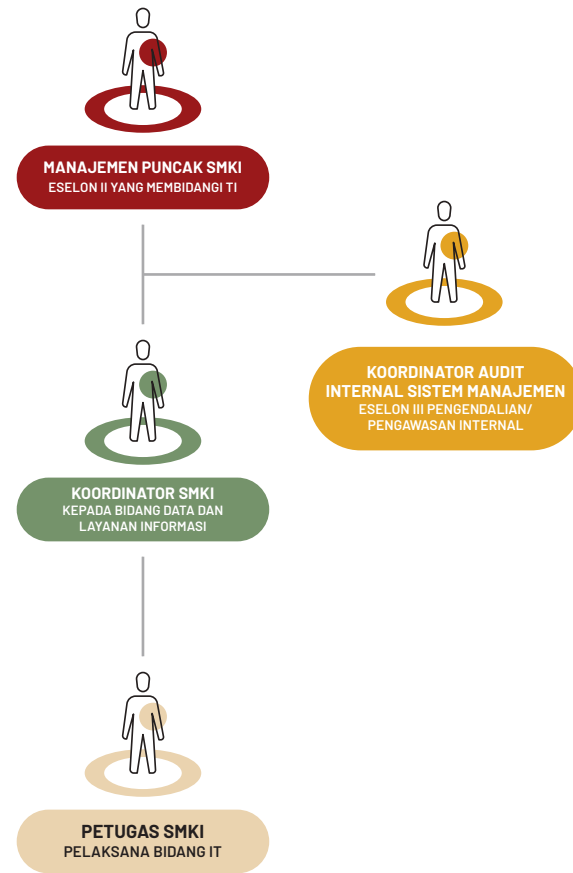 MANAJEMEN PUNCAK SMKI
ESELON II YANG MEMBIDANGI TI
KOORDINATOR AUDIT
INTERNAL SISTEM MANAJEMEN
ESELON III PENGENDALIAN/
PENGAWASAN INTERNAL
KOORDINATOR SMKI
KEPADA BIDANG DATA DAN
LAYANAN INFORMASI
PETUGAS SMKI
PELAKSANA BIDANG IT